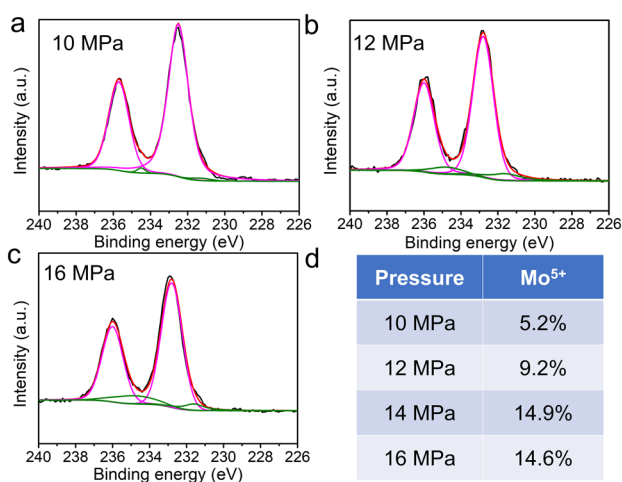 a
10 MPa
Intensity (a.u.)
240 238 236 234 232 230 228 226
Binding energy (eV)
b
12 MPa
Intensity (a.u.)
240 238 236 234 232 230 228 226
Binding energy (eV)
c
16 MPa
Intensity (a.u.)
240 238 236 234 232 230 228 226
Binding energy (eV)
d
Pressure Mo⁵⁺
10 MPa 5.2%
12 MPa 9.2%
14 MPa 14.9%
16 MPa 14.6%